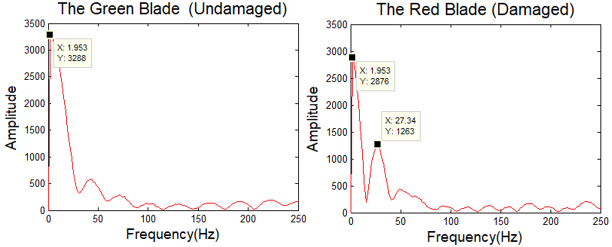 The Green Blade (Undamaged)
3500
3000
2500
2000
1500
1000
500
0
Amplitude
X: 1.953
Y: 3288
0 50 100 150 200 250
Frequency(Hz)
The Red Blade (Damaged)
3500
3000
2500
2000
1500
1000
500
0
Amplitude
X: 1.953
Y: 2876
X: 27.34
Y: 1263
0 50 100 150 200 250
Frequency(Hz)